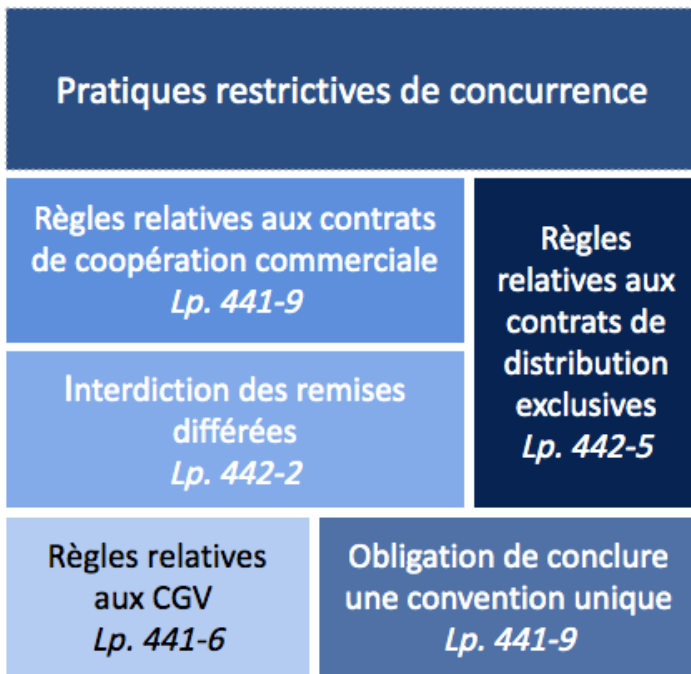 Pratiques restrictives de concurrence
Règles relatives aux contrats
de coopération commerciale
Lp. 441-9
Interdiction des remises
différées
Lp. 442-2
Règles
relatives aux
contrats de
distribution
exclusives
Lp. 442-5
Règles relatives
aux CGV
Lp. 441-6
Obligation de conclure
une convention unique
Lp. 441-9